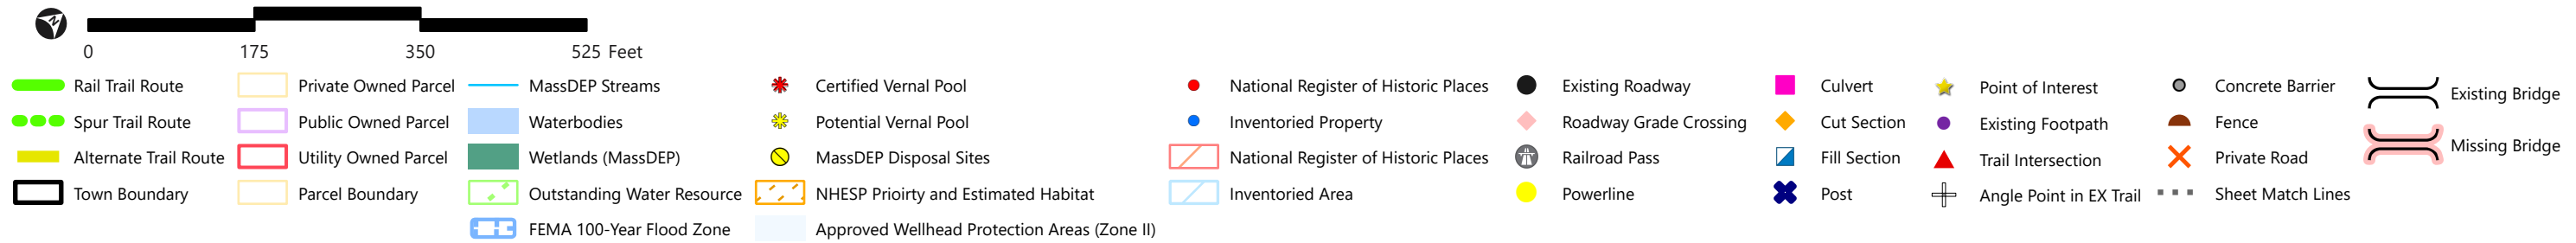 0 175 350 525 Feet
Rail Trail Route
Spur Trail Route
Alternate Trail Route
Town Boundary
Private Owned Parcel
Public Owned Parcel
Utility Owned Parcel
Parcel Boundary
MassDEP Streams
Waterbodies
Wetlands (MassDEP)
Outstanding Water Resource
FEMA 100-Year Flood Zone
Certified Vernal Pool
Potential Vernal Pool
MassDEP Disposal Sites
NHESP Prioirty and Estimated Habitat
Approved Wellhead Protection Areas (Zone II)
National Register of Historic Places
Inventoried Property
National Register of Historic Places
Inventoried Area
Existing Roadway
Roadway Grade Crossing
Railroad Pass
Powerline
Culvert
Cut Section
Fill Section
Post
Point of Interest
Existing Footpath
Trail Intersection
Angle Point in EX Trail
Concrete Barrier
Fence
Private Road
Sheet Match Lines
Existing Bridge
Missing Bridge